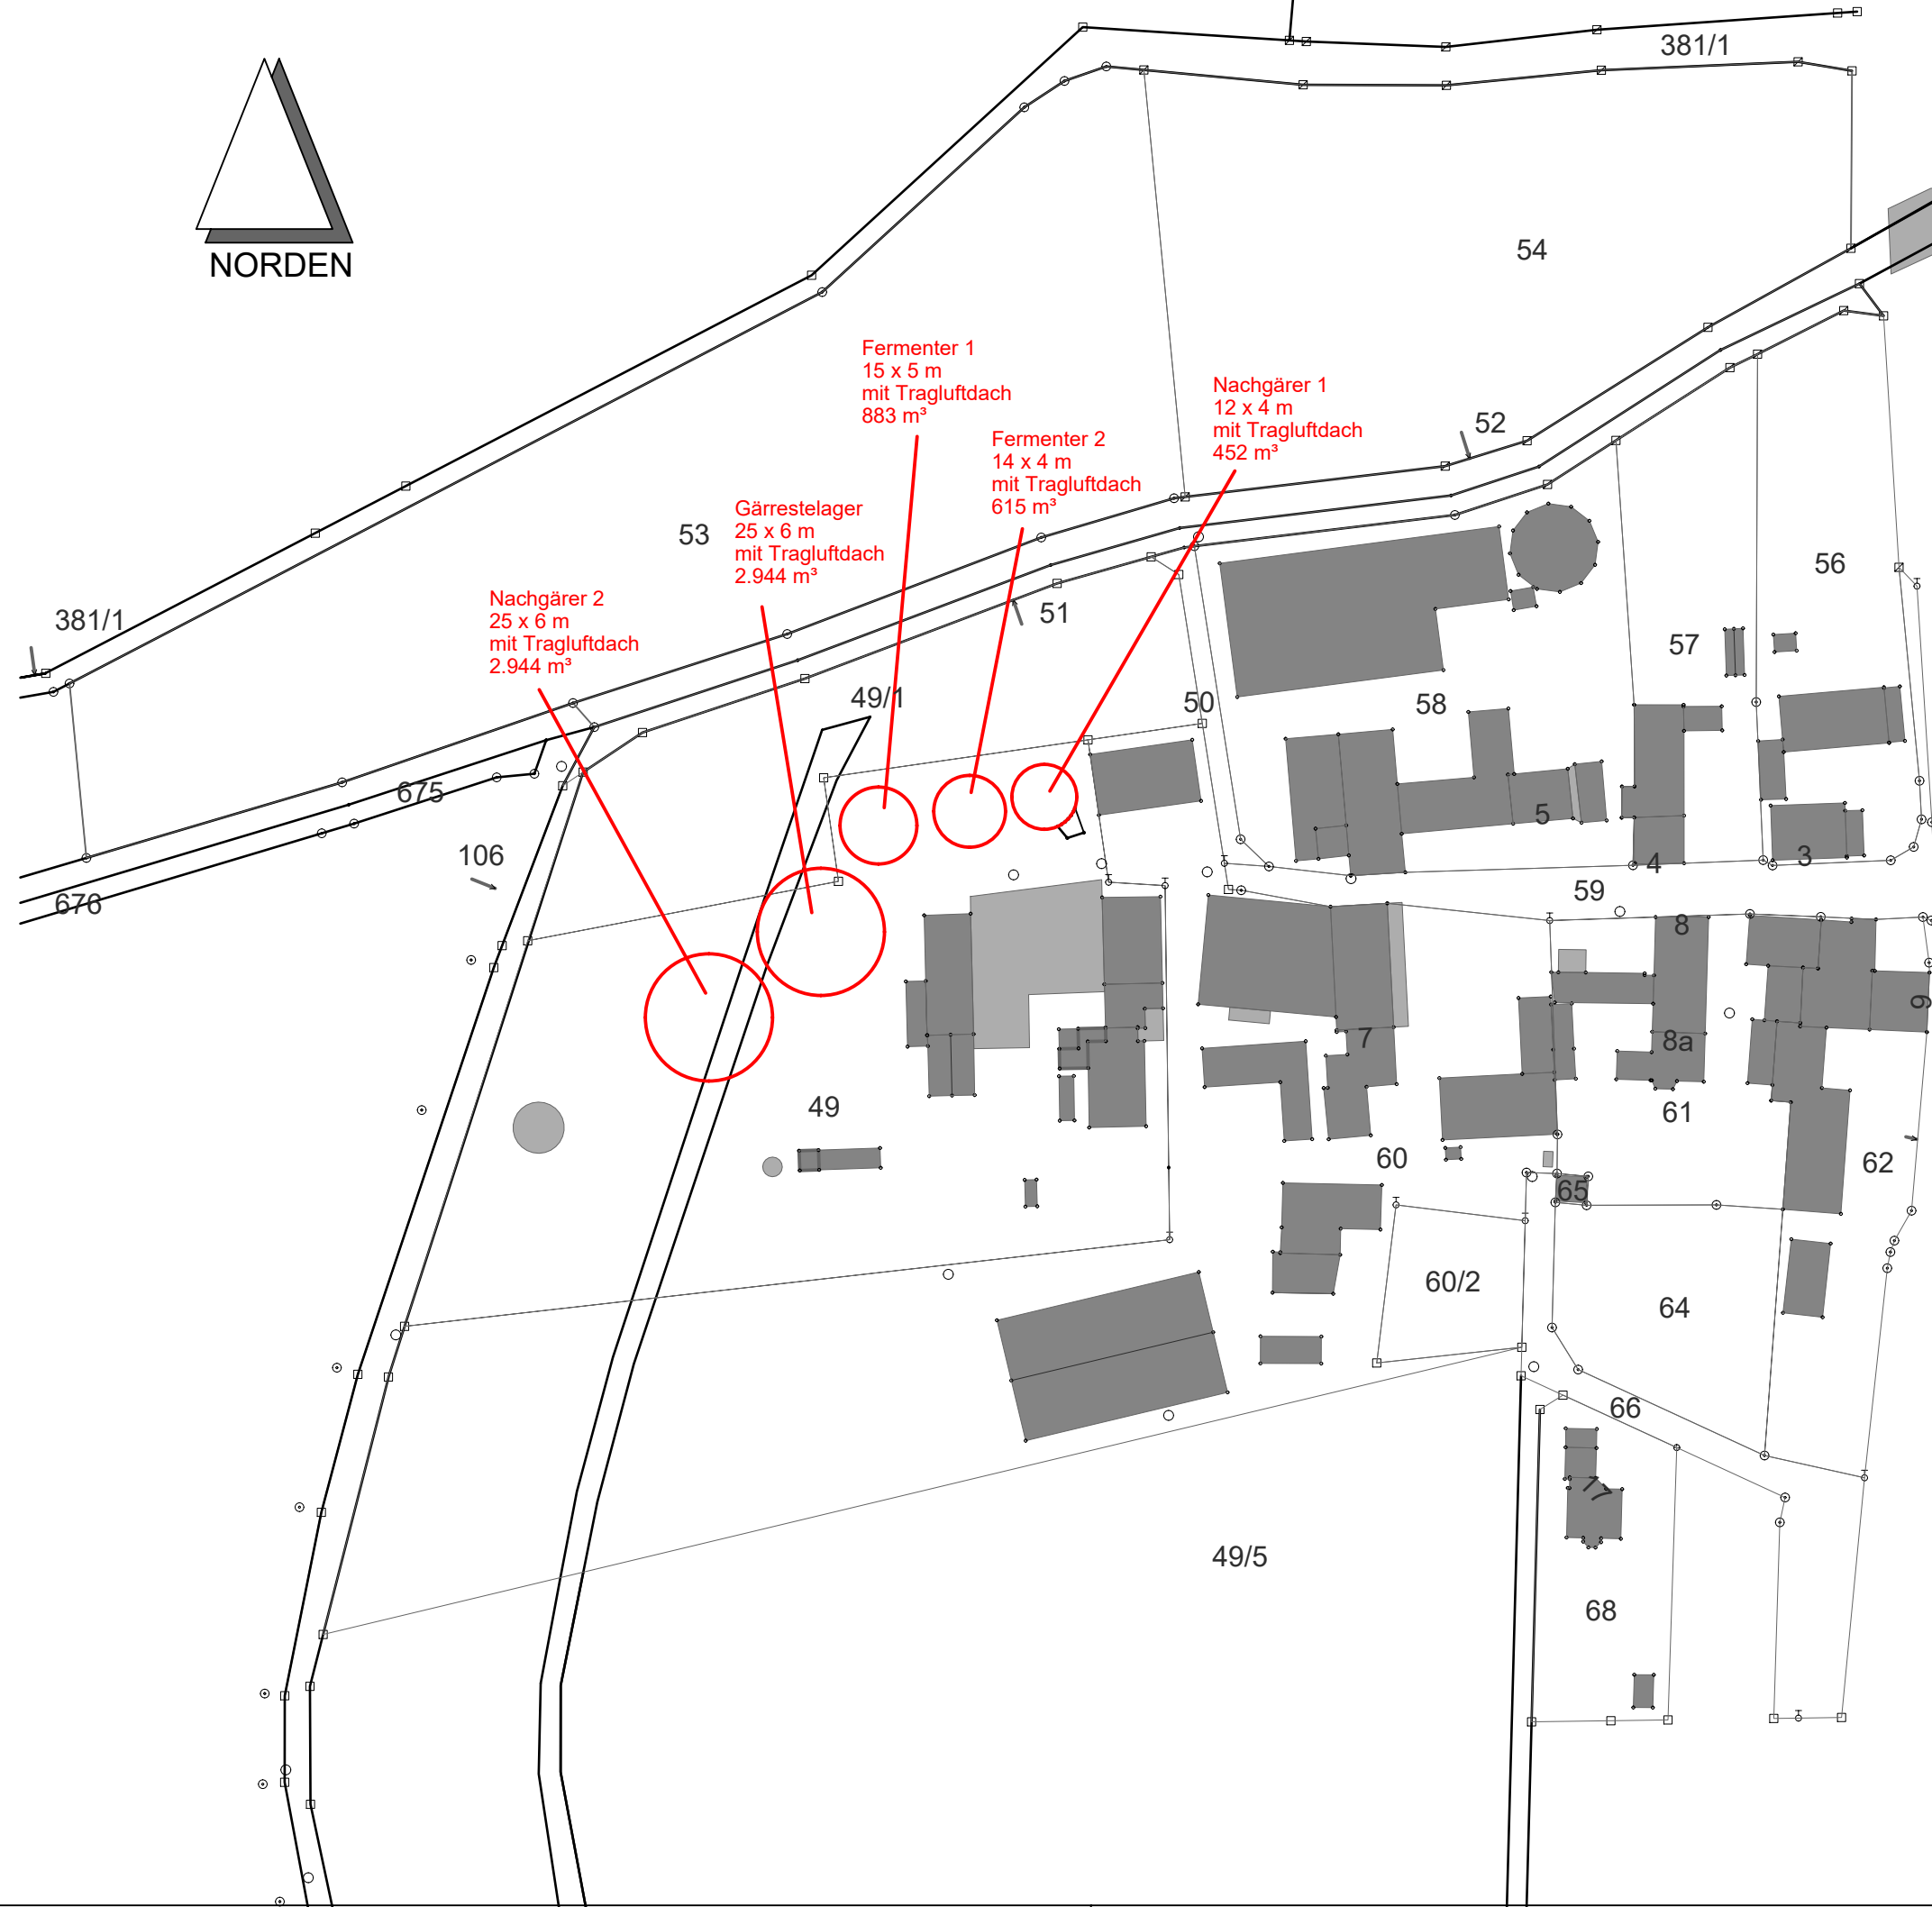 381/1
54
NORDEN
Fermenter 1
15 x 5 m
mit Tragluftdach
883 m³
Nachgärer 1
12 x 4 m
mit Tragluftdach
452 m³
52
Fermenter 2
14 x 4 m
mit Tragluftdach
615 m³
Gärrestelager
25 x 6 m
mit Tragluftdach
2.944 m³
53
56
Nachgärer 2
25 x 6 m
mit Tragluftdach
2.944 m³
381/1
51
57
49/1
50
58
675
5
106
4
3
676
59
8
9
7
8a
49
61
60
62
65
60/2
64
66
17
49/5
68